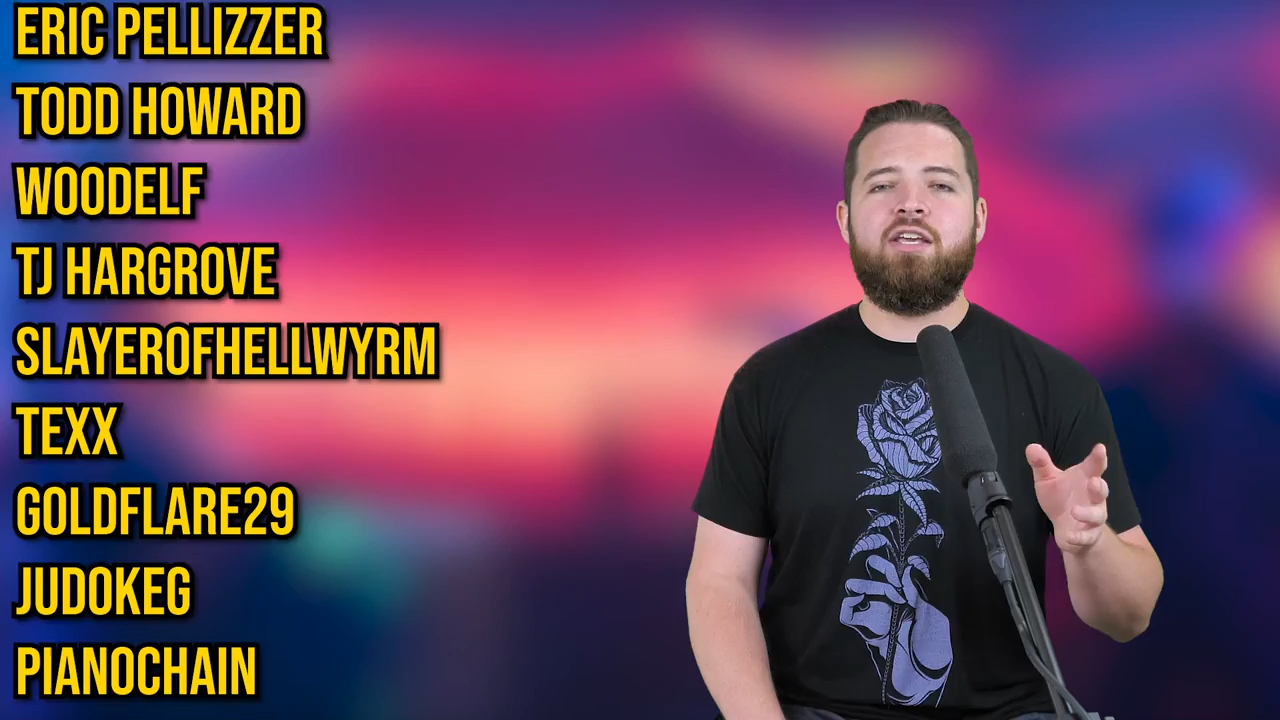 ERIC PELLIZZER
TODD HOWARD
WOODELF
TJ HARGROVE
SLAYEROFHELLWYRM
TEXX
GOLDFLARE29
JUDOKEG
PIANOCHAIN